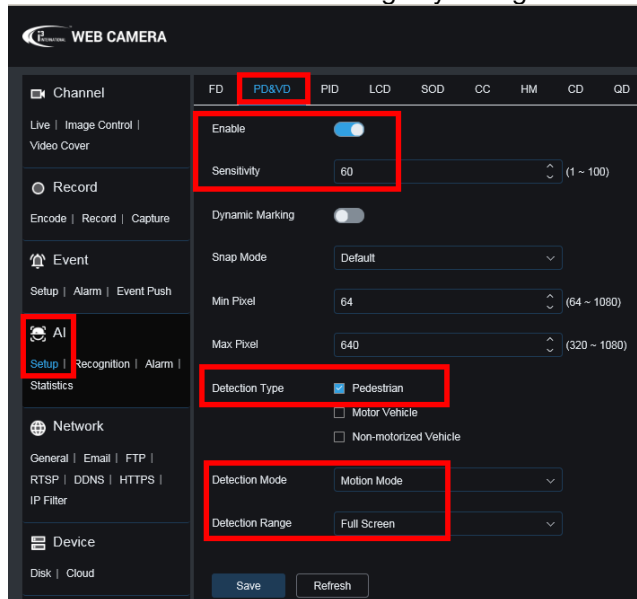 WEB CAMERA
Channel
Live | Image Control |
Video Cover
Record
Encode | Record | Capture
Event
Setup | Alarm | Event Push
AI
Setup | Recognition | Alarm |
Statistics
Network
General | Email | FTP |
RTSP | DDNS | HTTPS |
IP Filter
Device
Disk | Cloud
FD PD&VD PID LCD SOD CC HM CD QD
Enable
Sensitivity 60 (1 ~ 100)
Dynamic Marking
Snap Mode Default
Min Pixel 64 (64 ~ 1080)
Max Pixel 640 (320 ~ 1080)
Detection Type Pedestrian
Motor Vehicle
Non-motorized Vehicle
Detection Mode Motion Mode
Detection Range Full Screen
Save Refresh